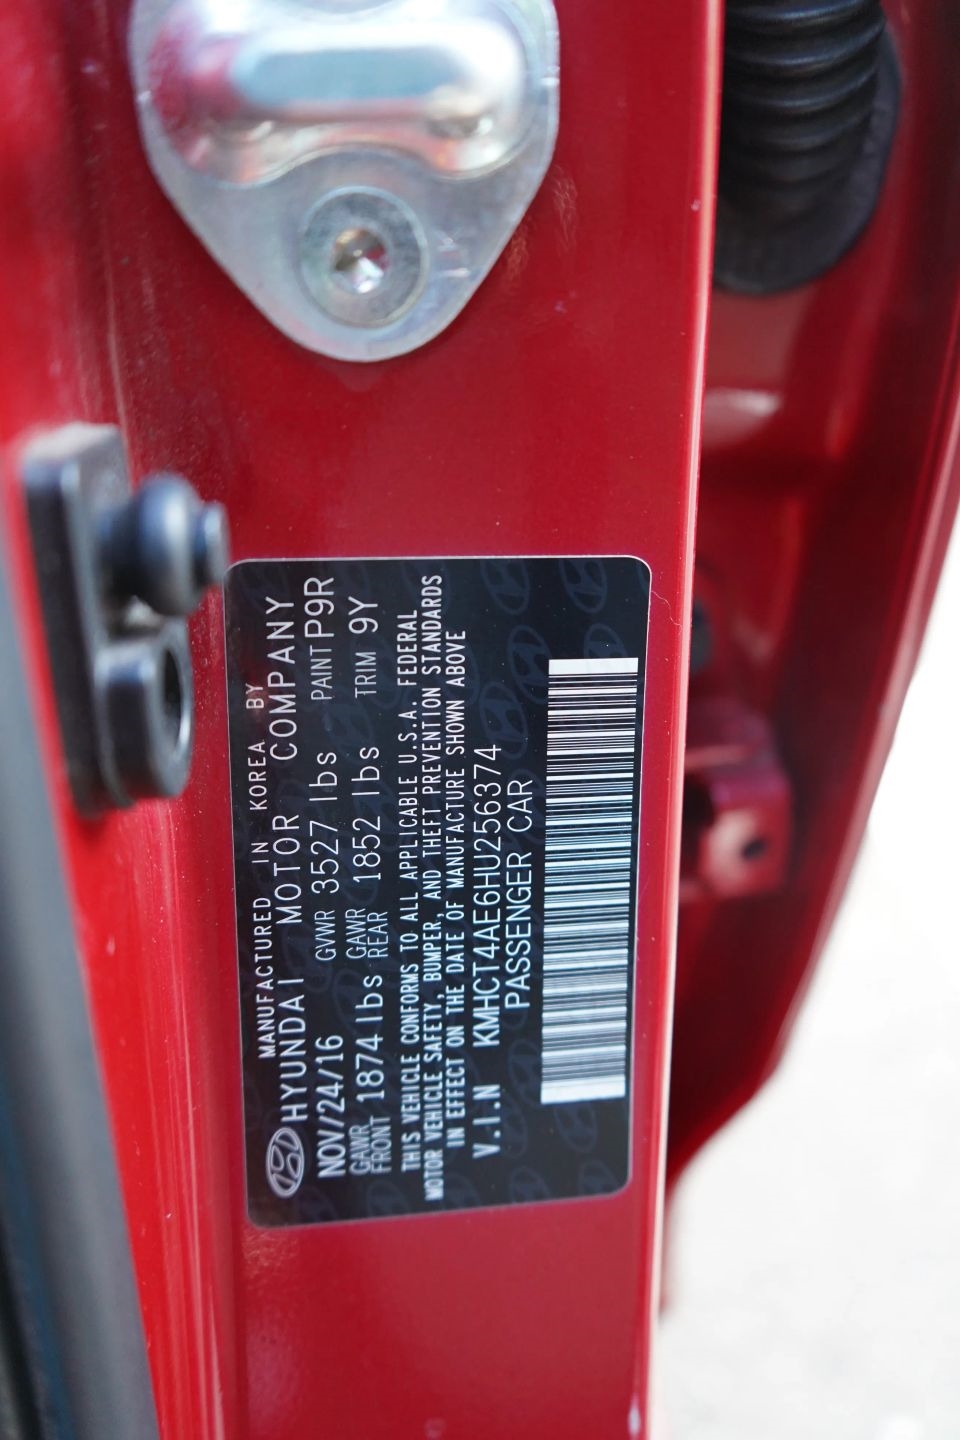 MANUFACTURED IN KOREA BY
HYUNDAI MOTOR COMPANY
NOV/24/16 GVWR 3527 lbs PAINT P9R
GAWR FRONT 1874 lbs GAWR REAR 1852 lbs TRIM 9Y
THIS VEHICLE CONFORMS TO ALL APPLICABLE U.S.A. FEDERAL
MOTOR VEHICLE SAFETY, BUMPER, AND THEFT PREVENTION STANDARDS
IN EFFECT ON THE DATE OF MANUFACTURE SHOWN ABOVE
V.I.N KMHCT4AE6HU256374
PASSENGER CAR